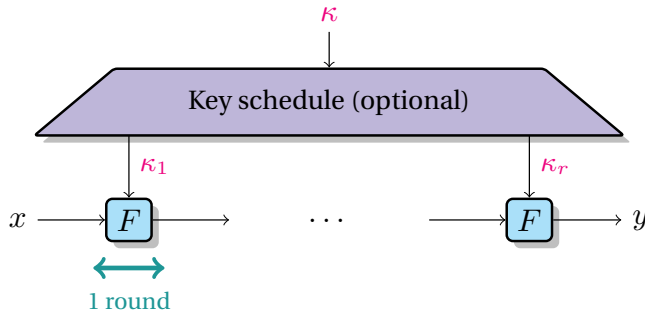 κ
Key schedule (optional)
κ₁ κᵣ
x F ⋯ F y
1 round